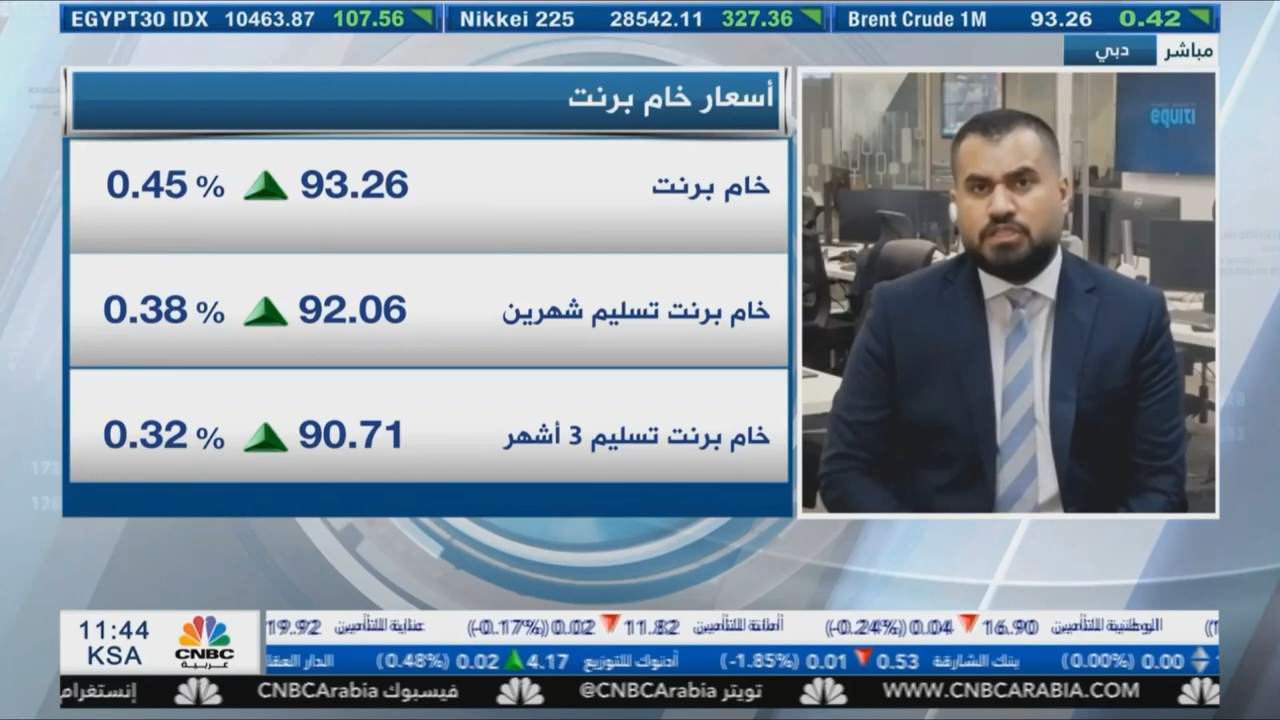 EGYPT30 IDX 10463.87 107.56 Nikkei 225 28542.11 327.36 Brent Crude 1M 93.26 0.42
مباشر دبي
أسعار خام برنت
equiti
خام برنت 93.26 0.45 %
خام برنت تسليم شهرين 92.06 0.38 %
خام برنت تسليم 3 أشهر 90.71 0.32 %
11:44
KSA
CNBC
عربية
الوطنية للتأمين 16.90 0.04 (-0.24%) أمانة للتأمين 11.82 0.02 (-0.17%) عناية للتأمين 19.92
0.00 (0.00%) بنك الشارقة 0.53 0.01 (-1.85%) أدنوك للتوزيع 4.17 0.02 (0.48%) الدار
WWW.CNBCARABIA.COM تويتر @CNBCArabia فيسبوك CNBCArabia